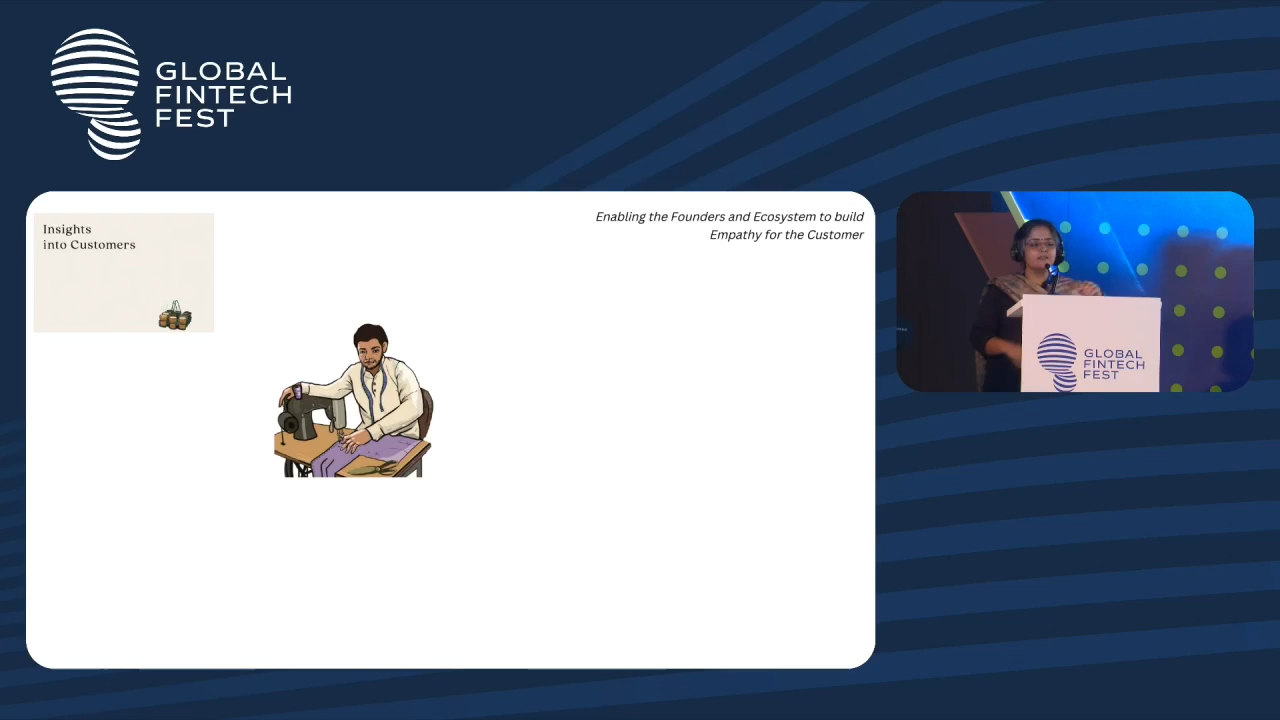 GLOBAL
FINTECH
FEST
Insights
into Customers
Enabling the Founders and Ecosystem to build
Empathy for the Customer
GLOBAL
FINTECH
FEST